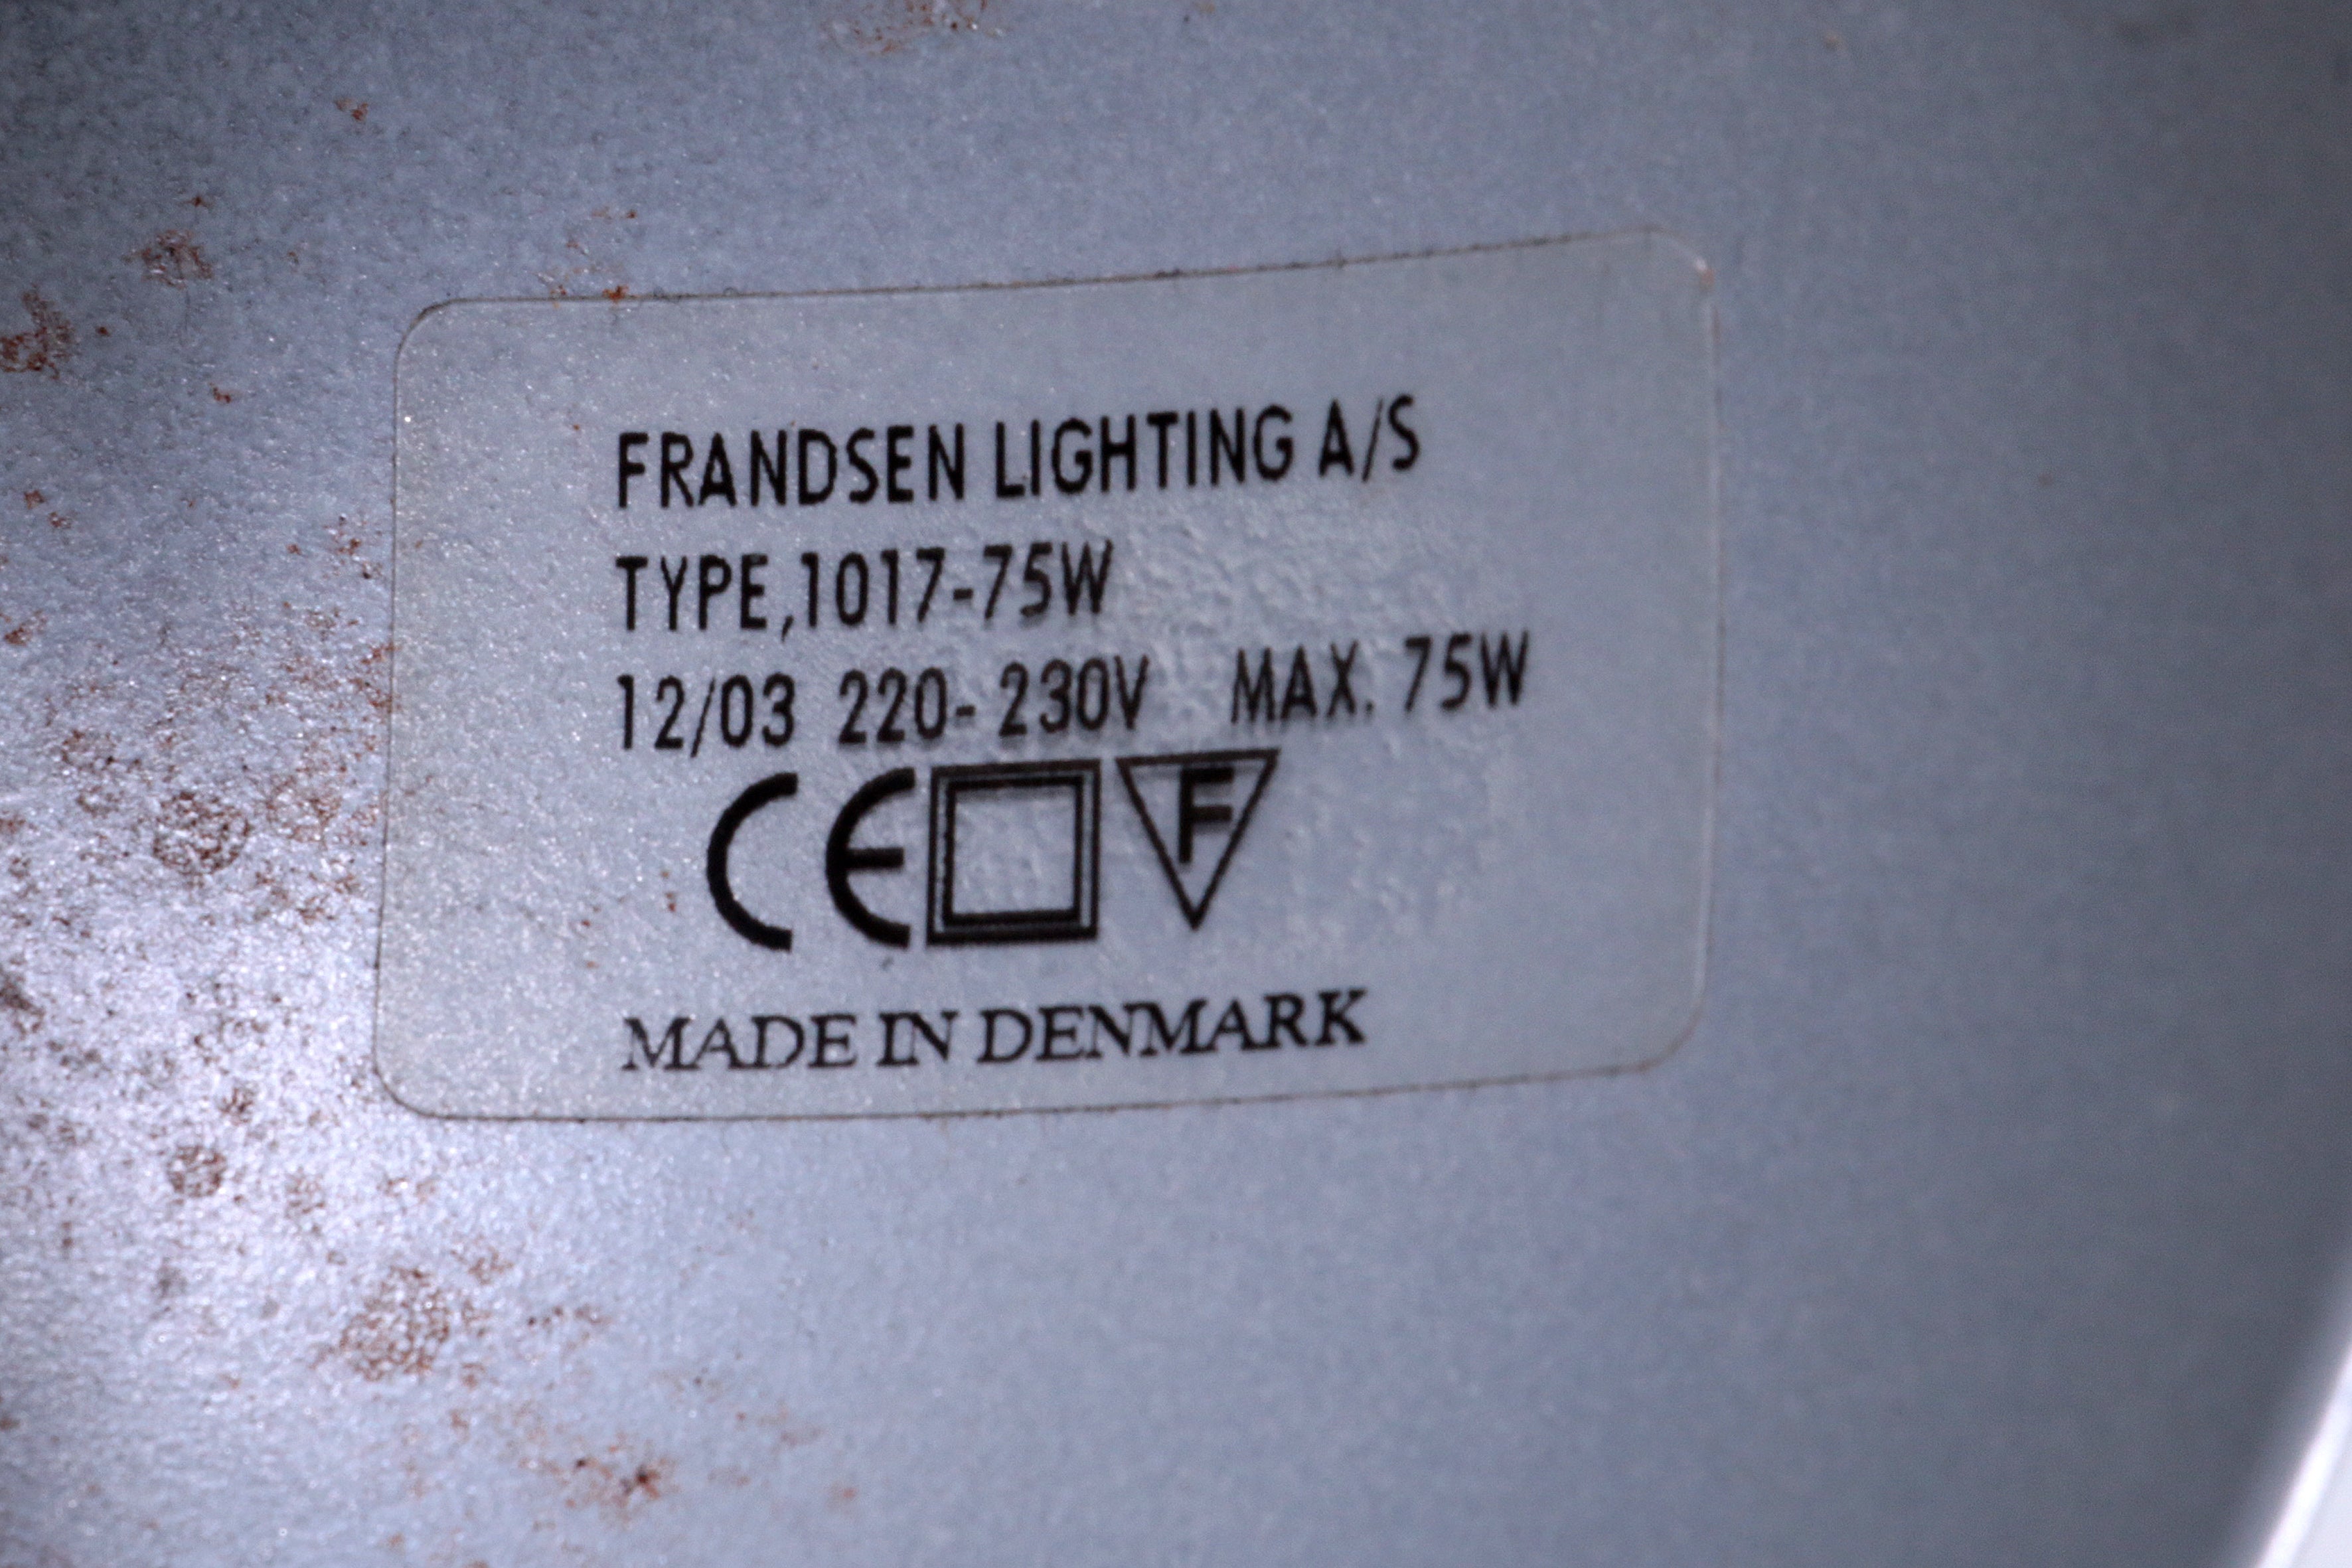 FRANDSEN LIGHTING A/S
TYPE,1017-75W
12/03 220-230V MAX. 75W
CE F
MADE IN DENMARK